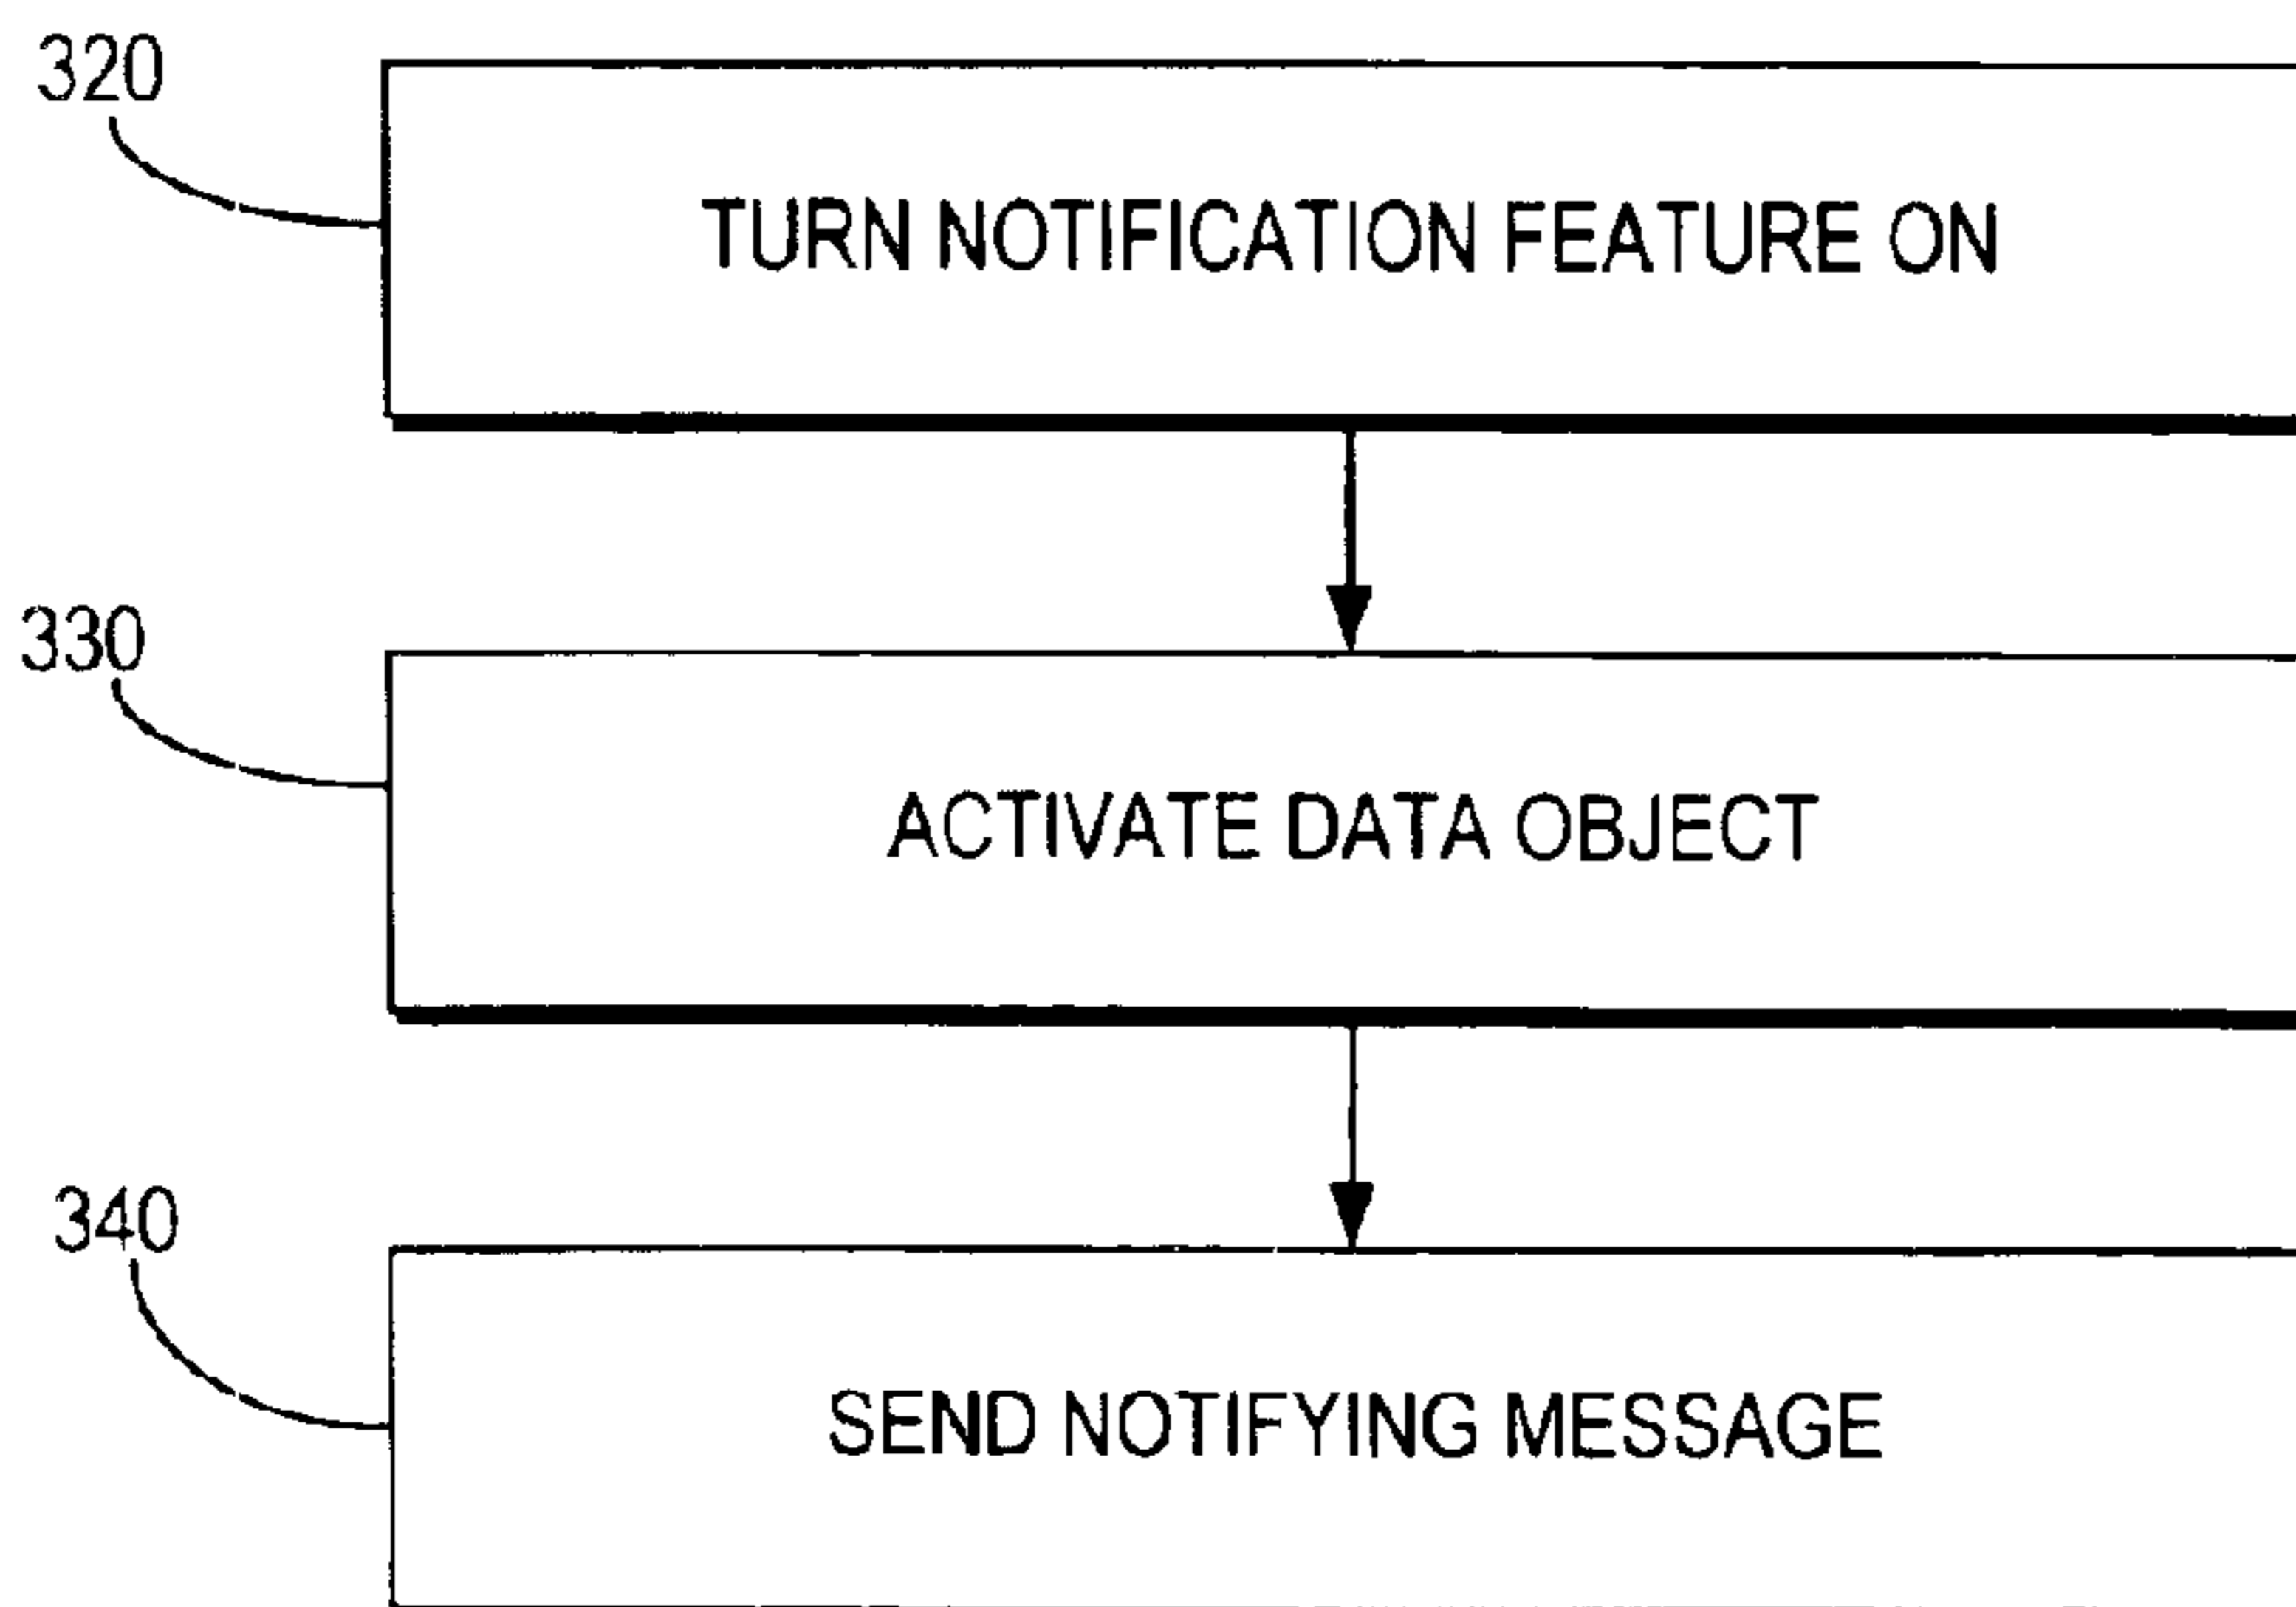 320
TURN NOTIFICATION FEATURE ON
330
ACTIVATE DATA OBJECT
340
SEND NOTIFYING MESSAGE